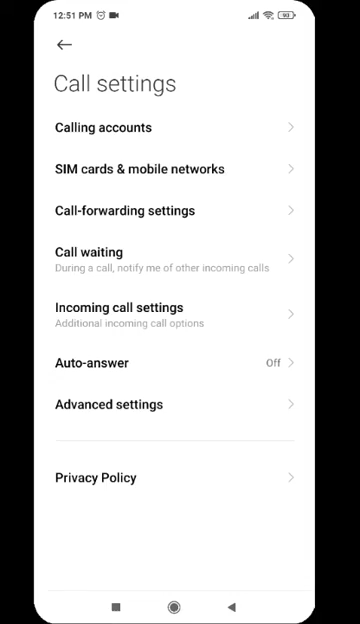 12:51 PM
93
Call settings
Calling accounts
SIM cards & mobile networks
Call-forwarding settings
Call waiting
During a call, notify me of other incoming calls
Incoming call settings
Additional incoming call options
Auto-answer Off
Advanced settings
Privacy Policy